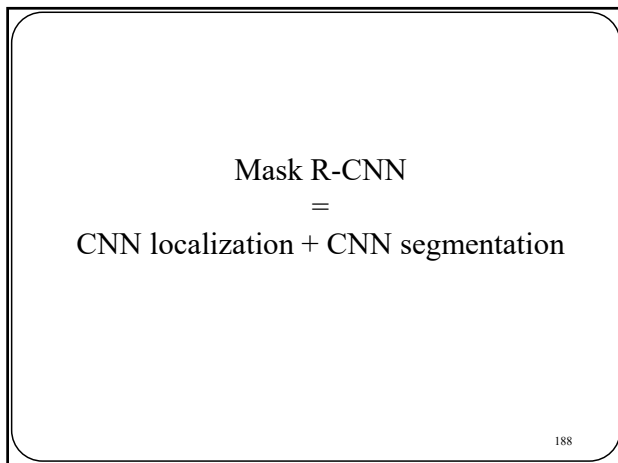 Mask R-CNN
=
CNN localization + CNN segmentation
188